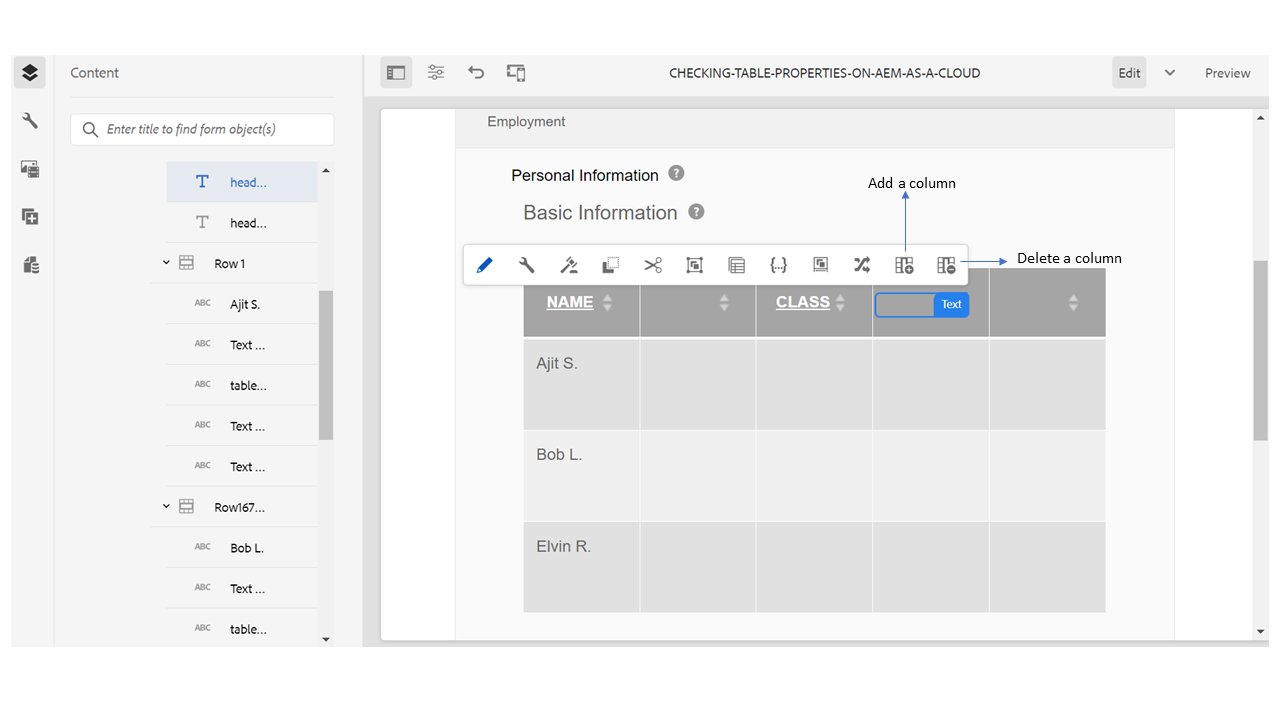 Content
CHECKING-TABLE-PROPERTIES-ON-AEM-AS-A-CLOUD
Edit
Preview
Enter title to find form object(s)
T head...
T head...
Row 1
ABC Ajit S.
ABC Text ...
ABC table...
ABC Text ...
ABC Text ...
Row167...
ABC Bob L.
ABC Text ...
ABC table...
Employment
Personal Information ?
Basic Information ?
Add a column
Delete a column
{...}
NAME
CLASS
Text
Ajit S.
Bob L.
Elvin R.